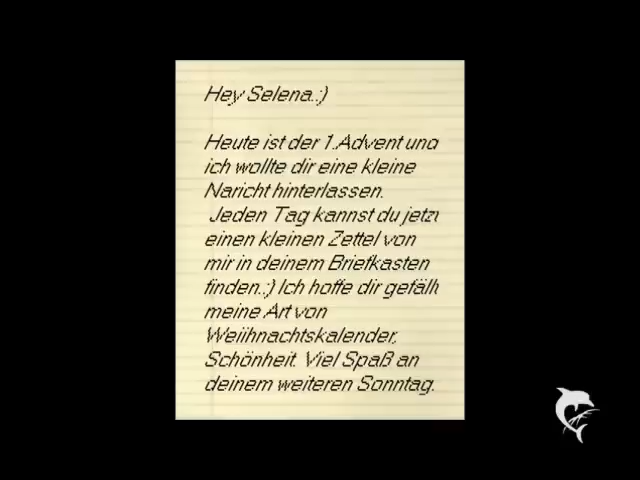 Hey Selena.:)
Heute ist der 1.Advent und
ich wollte dir eine kleine
Naricht hinterlassen.
Jeden Tag kannst du jetzt
einen kleinen Zettel von
mir in deinem Briefkasten
finden.:) Ich hoffe dir gefällt
meine Art von
Weiihnachtskalender,
Schönheit. Viel Spaß an
deinem weiteren Sonntag.